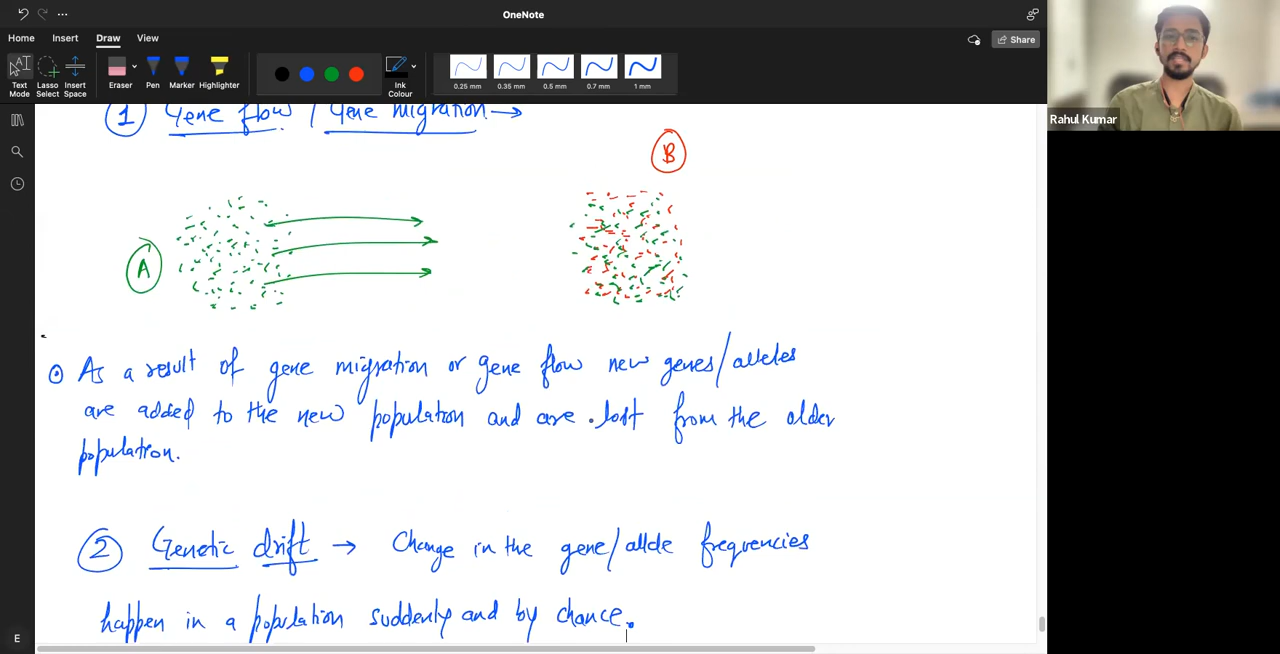 OneNote
Home Insert Draw View
Share
Text Mode
Lasso Select
Insert Space
Eraser
Pen
Marker
Highlighter
Ink Colour
0.25 mm 0.35 mm 0.5 mm 0.7 mm 1 mm
Rahul Kumar
1 Gene flow / Gene migration →
B
A
As a result of gene migration or gene flow new genes/alleles
are added to the new population and are lost from the older
population.
2 Genetic drift → Change in the gene/allele frequencies
happen in a population suddenly and by chance.
E